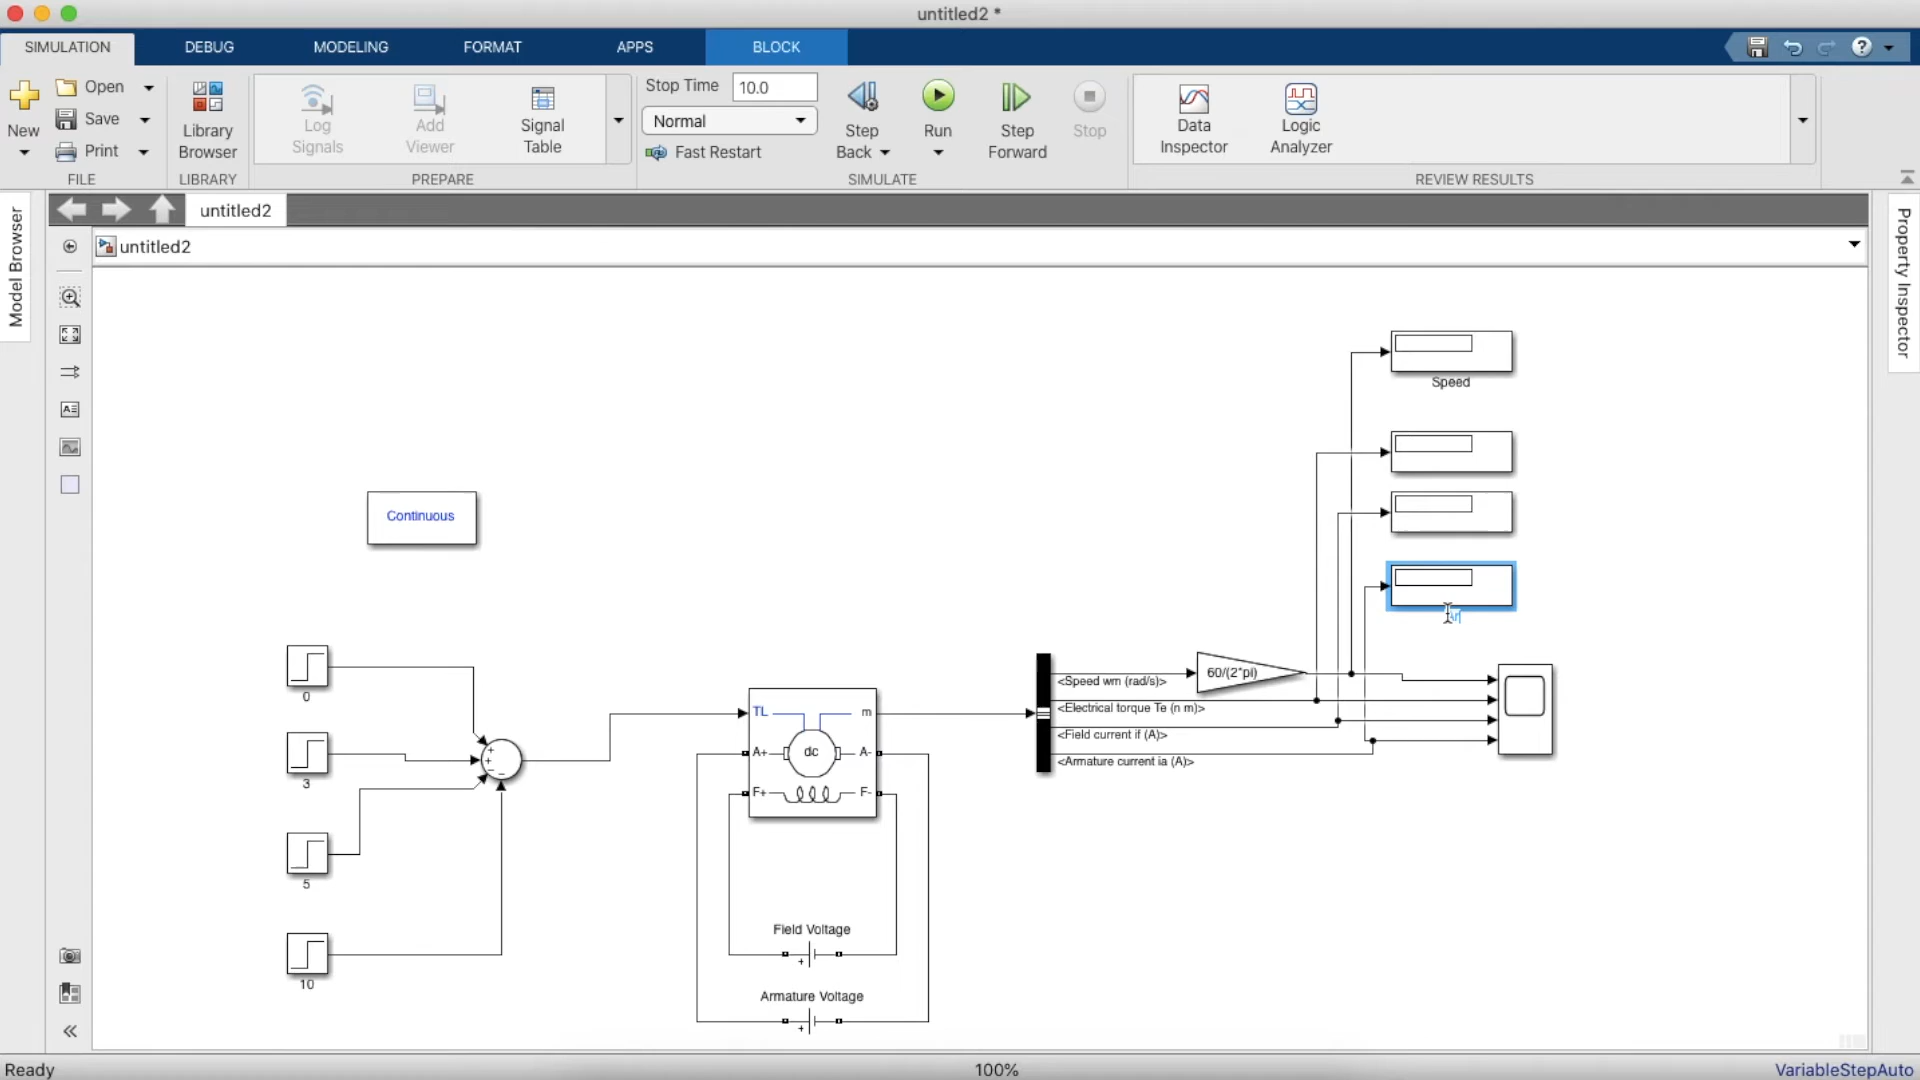 untitled2 *
SIMULATION
DEBUG
MODELING
FORMAT
APPS
BLOCK
?
New
Open
Save
Print
FILE
Library
Browser
LIBRARY
Log
Signals
Add
Viewer
Signal
Table
PREPARE
Stop Time
10.0
Normal
Fast Restart
Step
Back
Run
Step
Forward
Stop
SIMULATE
Data
Inspector
Logic
Analyzer
REVIEW RESULTS
Model Browser
Property Inspector
untitled2
untitled2
Speed
Continuous
0
3
5
10
+
+
−
−
TL
m
A+
dc
A-
F+
F-
Field Voltage
+
Armature Voltage
+
<Speed wm (rad/s)>
60/(2*pi)
<Electrical torque Te (n m)>
<Field current if (A)>
<Armature current ia (A)>
Ready
100%
VariableStepAuto